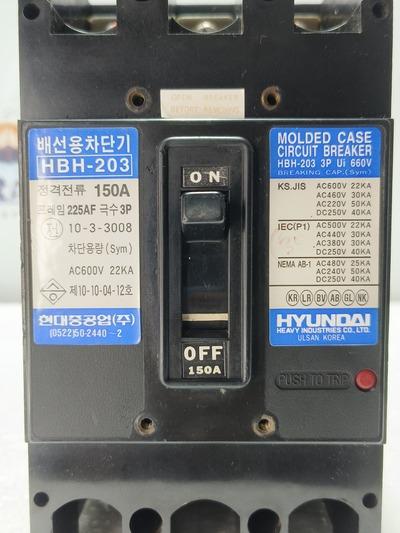 OPEN BREAKER
BEFORE REMOVING
배선용차단기
HBH-203
전격전류 150A
프레임 225AF 극수 3P
10-3-3008
차단용량(Sym)
AC600V 22KA
제10-10-04-12호
현대중공업(주)
(0522)50-2440~2
ON
OFF
150A
MOLDED CASE
CIRCUIT BREAKER
HBH-203 3P Ui 660V
BREAKING CAP.(Sym)
KS.JIS AC600V 22KA
AC460V 30KA
AC220V 50KA
DC250V 40KA
IEC(P1) AC500V 22KA
AC440V 30KA
AC380V 30KA
DC250V 40KA
NEMA AB-1 AC480V 25KA
AC240V 50KA
DC250V 40KA
KR LR BV AB GL NK
HYUNDAI
HEAVY INDUSTRIES CO., LTD.
ULSAN KOREA
PUSH TO TRIP